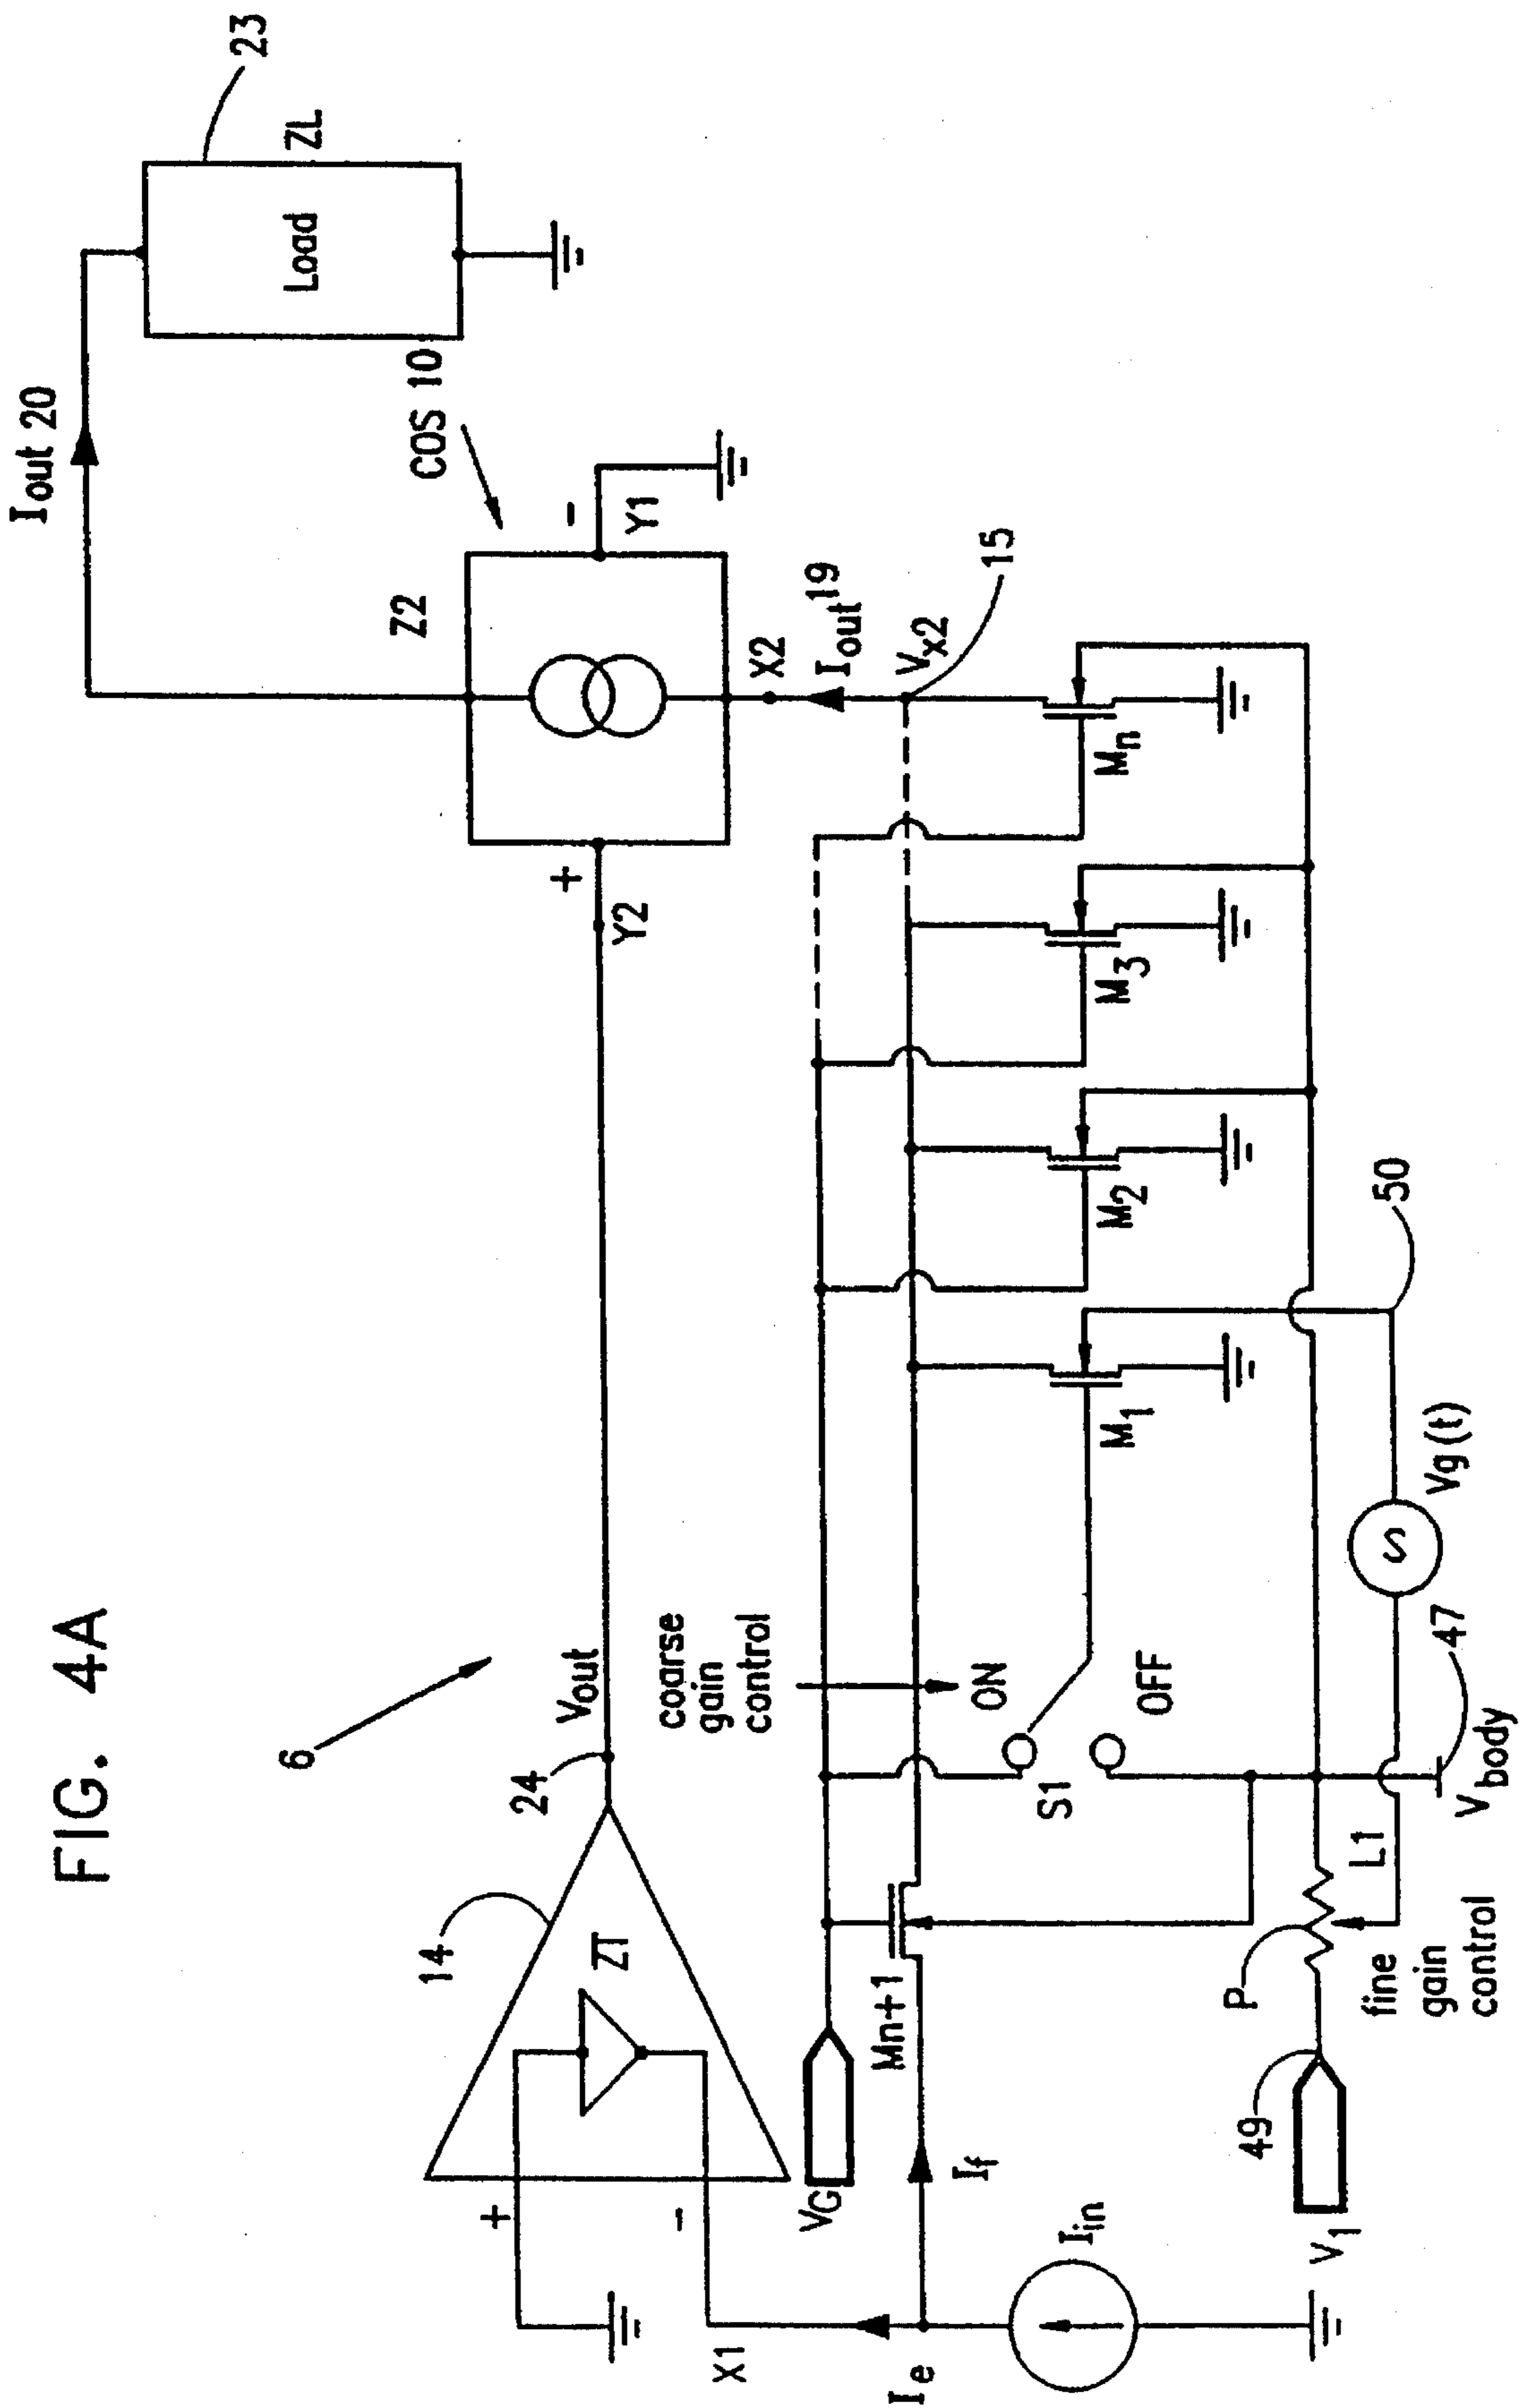 FIG. 4A
6
Iout 20
23
Load
ZL
COS 10
Z2
+
Y2
-
Y1
X2
Iout 19
Vx2
15
14
ZT
24
Vout
+
-
X1
Ie
If
Iin
VG
Mn+1
coarse
gain
control
ON
OFF
S1
M1
M2
M3
Mn
V1
49
P
L1
fine
gain
control
Vbody
47
Vg(t)
S
50